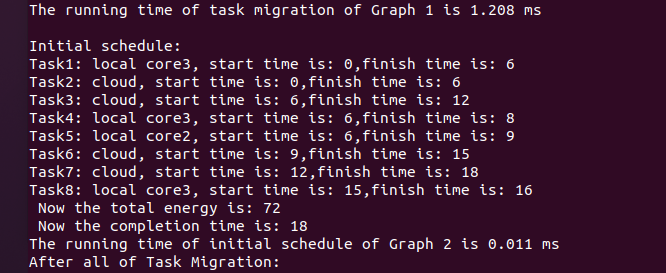 The running time of task migration of Graph 1 is 1.208 ms
Initial schedule:
Task1: local core3, start time is: 0,finish time is: 6
Task2: cloud, start time is: 0,finish time is: 6
Task3: cloud, start time is: 6,finish time is: 12
Task4: local core3, start time is: 6,finish time is: 8
Task5: local core2, start time is: 6,finish time is: 9
Task6: cloud, start time is: 9,finish time is: 15
Task7: cloud, start time is: 12,finish time is: 18
Task8: local core3, start time is: 15,finish time is: 16
 Now the total energy is: 72
 Now the completion time is: 18
The running time of initial schedule of Graph 2 is 0.011 ms
After all of Task Migration: